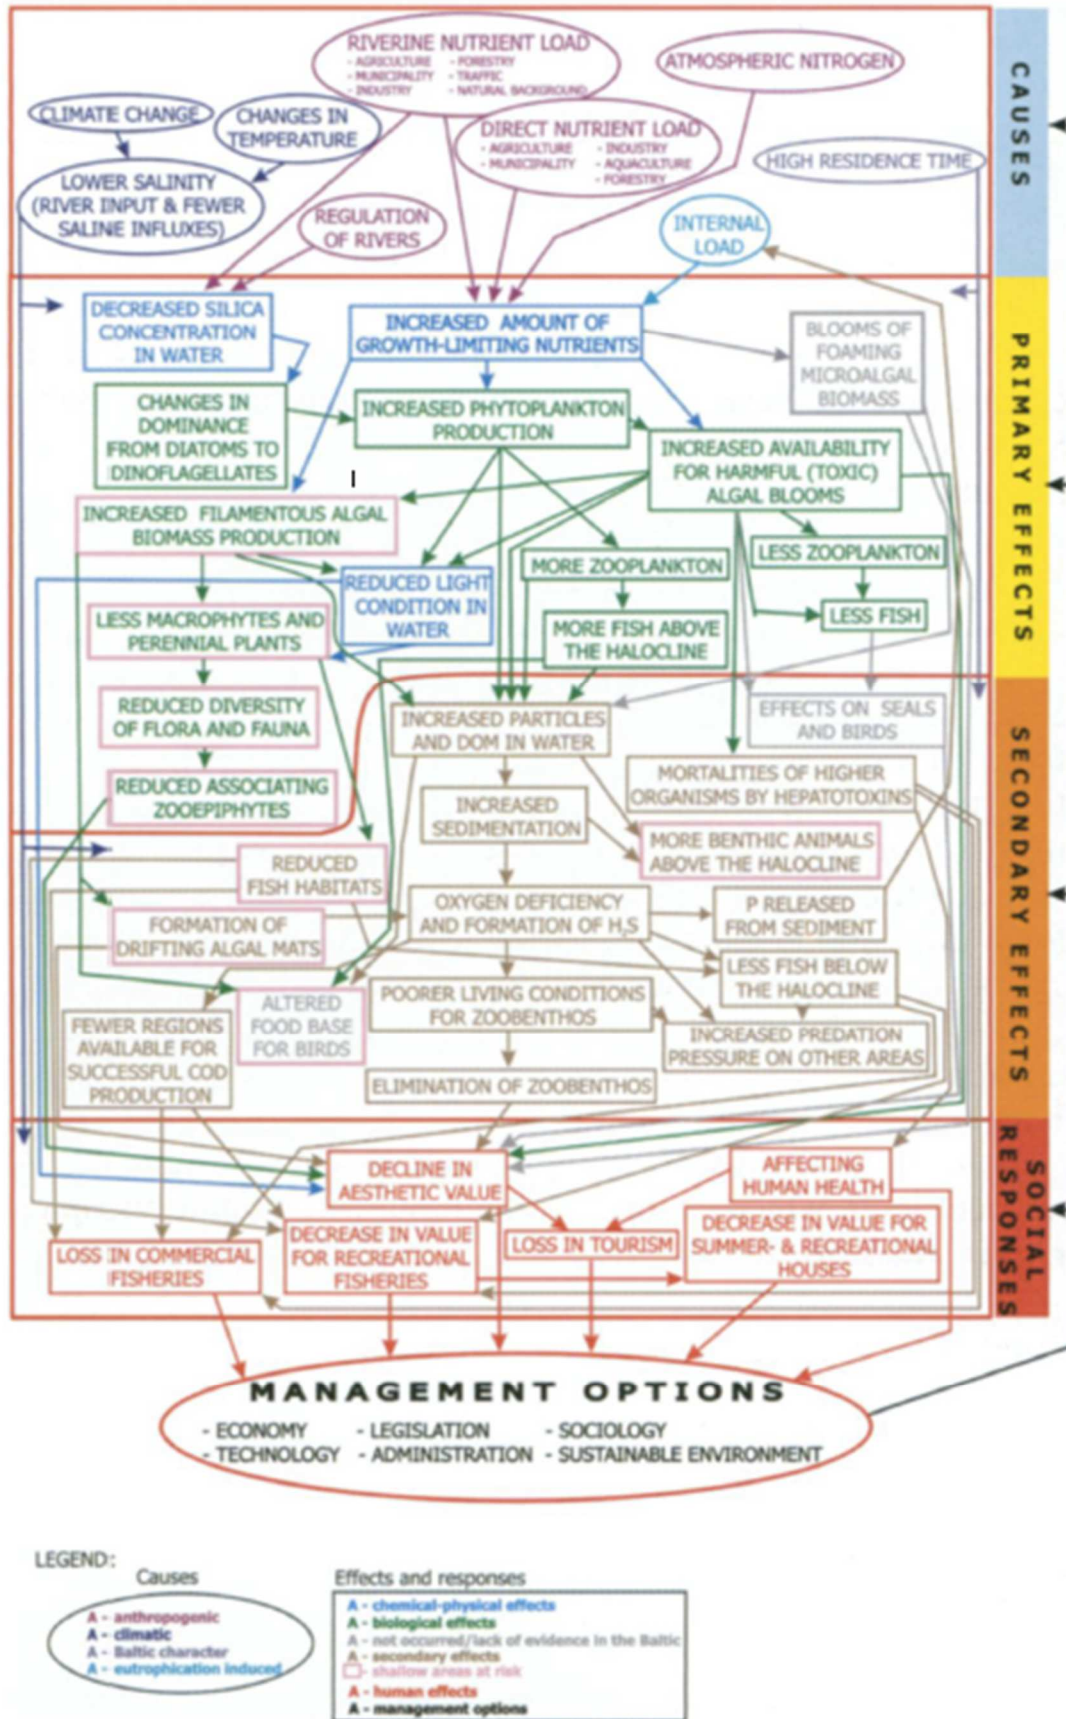 RIVERINE NUTRIENT LOAD
- AGRICULTURE - FORESTRY
- MUNICIPALITY - TRAFFIC
- INDUSTRY - NATURAL BACKGROUND
ATMOSPHERIC NITROGEN
CLIMATE CHANGE
CHANGES IN
TEMPERATURE
DIRECT NUTRIENT LOAD
- AGRICULTURE - INDUSTRY
- MUNICIPALITY - AQUACULTURE
- FORESTRY
HIGH RESIDENCE TIME
LOWER SALINITY
(RIVER INPUT & FEWER
SALINE INFLUXES)
REGULATION
OF RIVERS
INTERNAL
LOAD
CAUSES
DECREASED SILICA
CONCENTRATION
IN WATER
INCREASED AMOUNT OF
GROWTH-LIMITING NUTRIENTS
BLOOMS OF
FOAMING
MICROALGAL
BIOMASS
CHANGES IN
DOMINANCE
FROM DIATOMS TO
DINOFLAGELLATES
INCREASED PHYTOPLANKTON
PRODUCTION
INCREASED AVAILABILITY
FOR HARMFUL (TOXIC)
ALGAL BLOOMS
INCREASED FILAMENTOUS ALGAL
BIOMASS PRODUCTION
MORE ZOOPLANKTON
LESS ZOOPLANKTON
REDUCED LIGHT
CONDITION IN
WATER
LESS MACROPHYTES AND
PERENNIAL PLANTS
MORE FISH ABOVE
THE HALOCLINE
LESS FISH
PRIMARY EFFECTS
REDUCED DIVERSITY
OF FLORA AND FAUNA
INCREASED PARTICLES
AND DOM IN WATER
EFFECTS ON SEALS
AND BIRDS
REDUCED ASSOCIATING
ZOOEPIPHYTES
INCREASED
SEDIMENTATION
MORTALITIES OF HIGHER
ORGANISMS BY HEPATOTOXINS
MORE BENTHIC ANIMALS
ABOVE THE HALOCLINE
REDUCED
FISH HABITATS
FORMATION OF
DRIFTING ALGAL MATS
OXYGEN DEFICIENCY
AND FORMATION OF H₂S
P RELEASED
FROM SEDIMENT
LESS FISH BELOW
THE HALOCLINE
ALTERED
FOOD BASE
FOR BIRDS
POORER LIVING CONDITIONS
FOR ZOOBENTHOS
INCREASED PREDATION
PRESSURE ON OTHER AREAS
FEWER REGIONS
AVAILABLE FOR
SUCCESSFUL COD
PRODUCTION
ELIMINATION OF ZOOBENTHOS
SECONDARY EFFECTS
DECLINE IN
AESTHETIC VALUE
AFFECTING
HUMAN HEALTH
LOSS IN COMMERCIAL
FISHERIES
DECREASE IN VALUE
FOR RECREATIONAL
FISHERIES
LOSS IN TOURISM
DECREASE IN VALUE FOR
SUMMER- & RECREATIONAL
HOUSES
SOCIAL
RESPONSES
MANAGEMENT OPTIONS
- ECONOMY - LEGISLATION - SOCIOLOGY
- TECHNOLOGY - ADMINISTRATION - SUSTAINABLE ENVIRONMENT
LEGEND:
Causes
A - anthropogenic
A - climatic
A - Baltic character
A - eutrophication induced
Effects and responses
A - chemical-physical effects
A - biological effects
A - not occurred/lack of evidence in the Baltic
A - secondary effects
- shallow areas at risk
A - human effects
A - management options